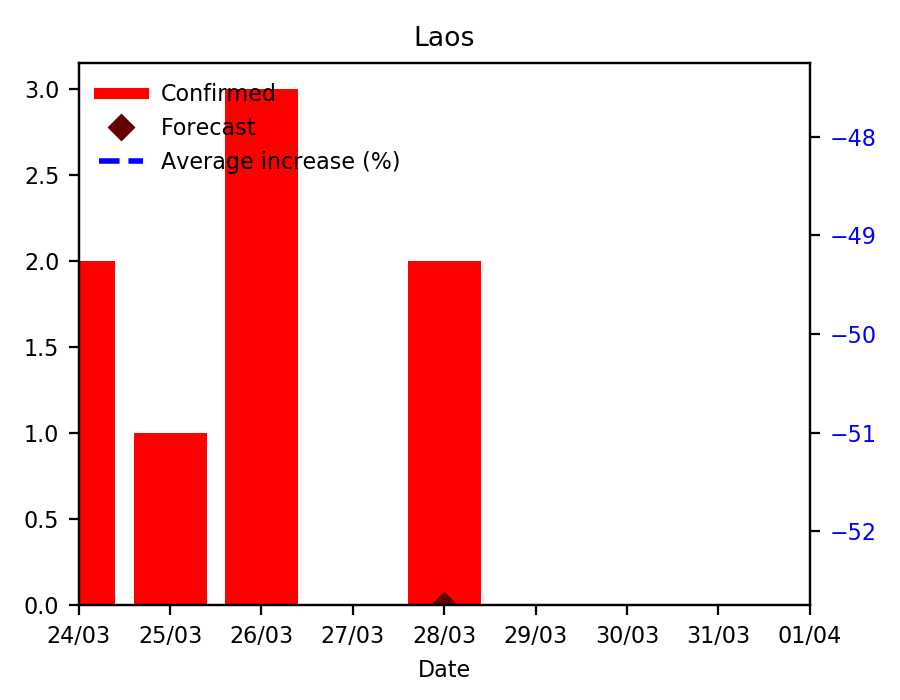 Laos
3.0
2.5
2.0
1.5
1.0
0.5
0.0
Confirmed
Forecast
Average increase (%)
−48
−49
−50
−51
−52
24/03 25/03 26/03 27/03 28/03 29/03 30/03 31/03 01/04
Date